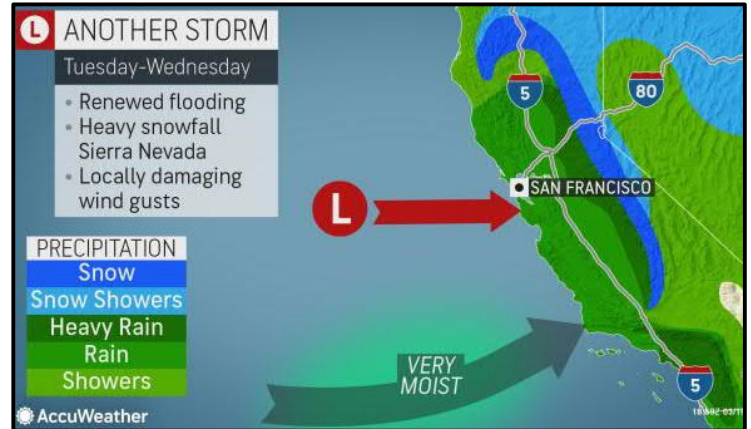 L ANOTHER STORM
Tuesday-Wednesday
• Renewed flooding
• Heavy snowfall
Sierra Nevada
• Locally damaging
wind gusts
PRECIPITATION
Snow
Snow Showers
Heavy Rain
Rain
Showers
AccuWeather
L
VERY
MOIST
5
80
SAN FRANCISCO
5